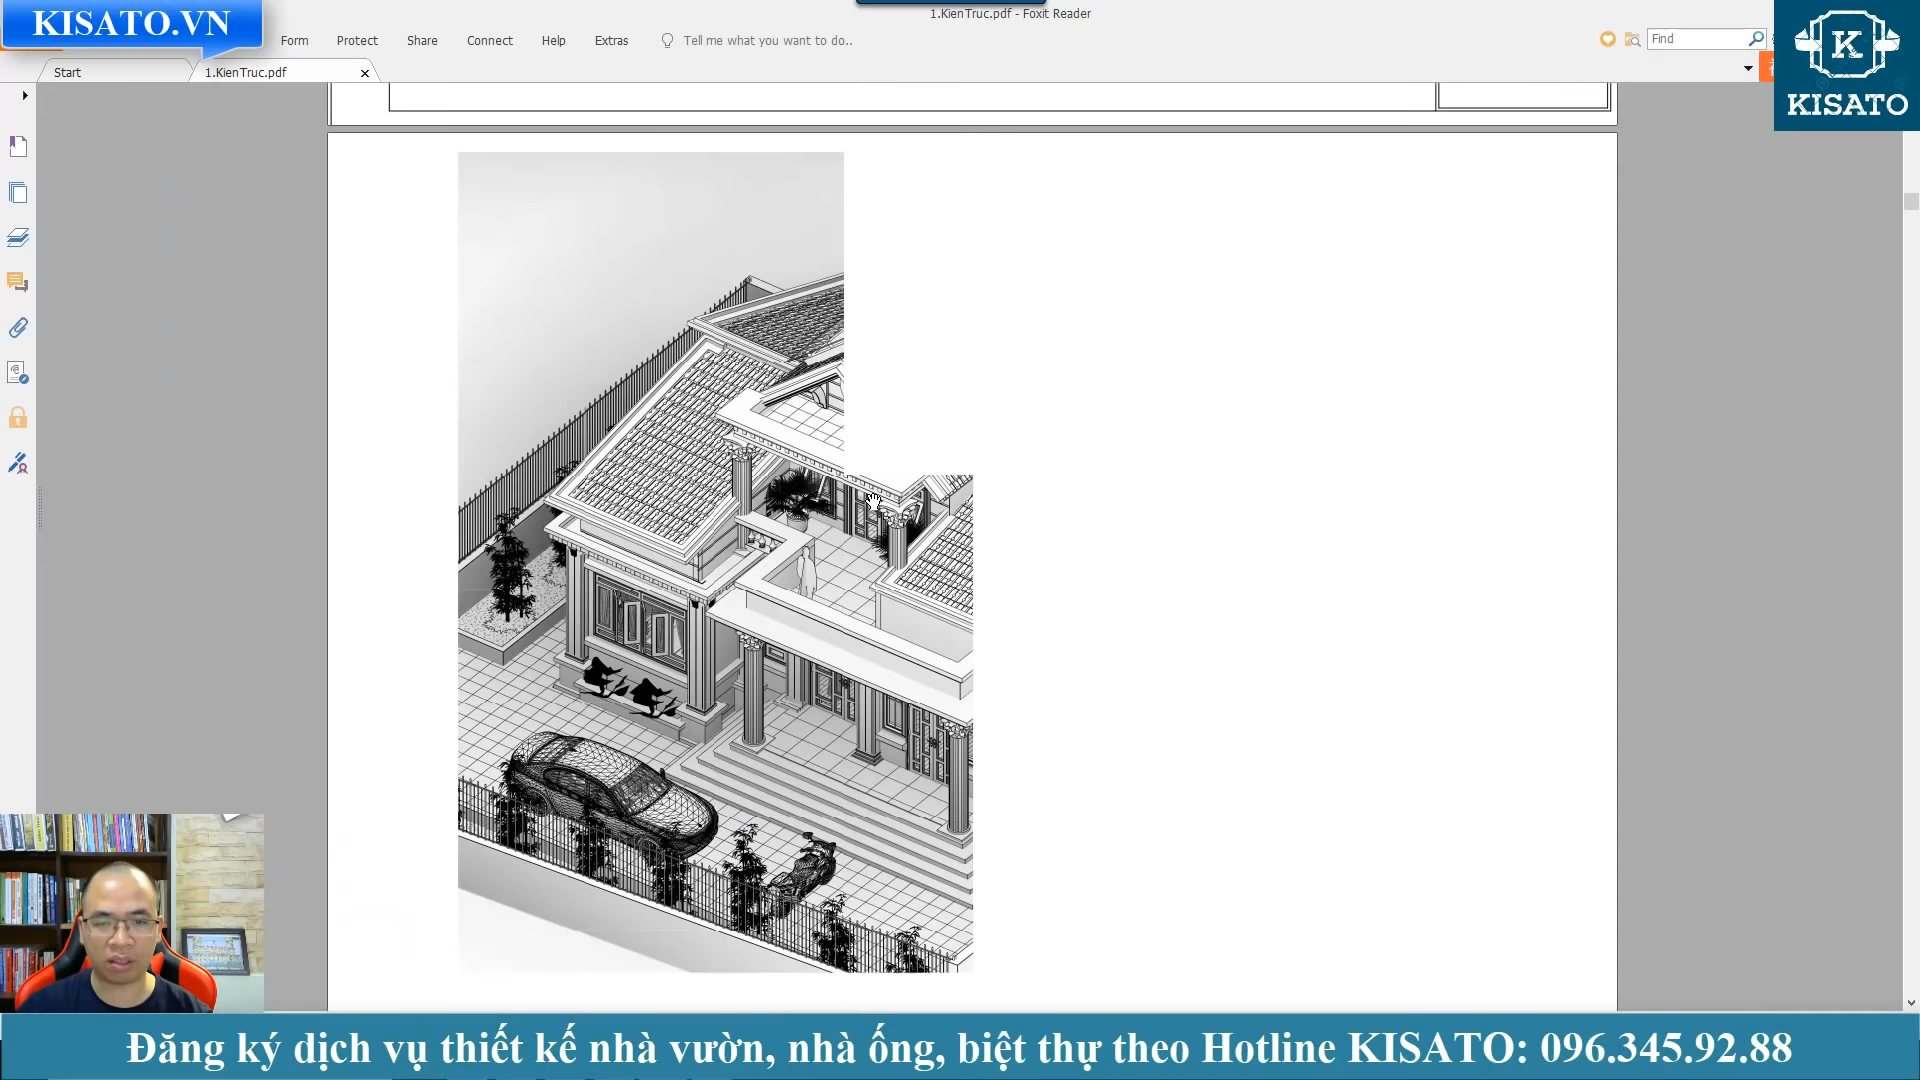 KISATO.VN
1.KienTruc.pdf - Foxit Reader
Form Protect Share Connect Help Extras Tell me what you want to do..
Find
Start
1.KienTruc.pdf
K
KISATO
Đăng ký dịch vụ thiết kế nhà vườn, nhà ống, biệt thự theo Hotline KISATO: 096.345.92.88